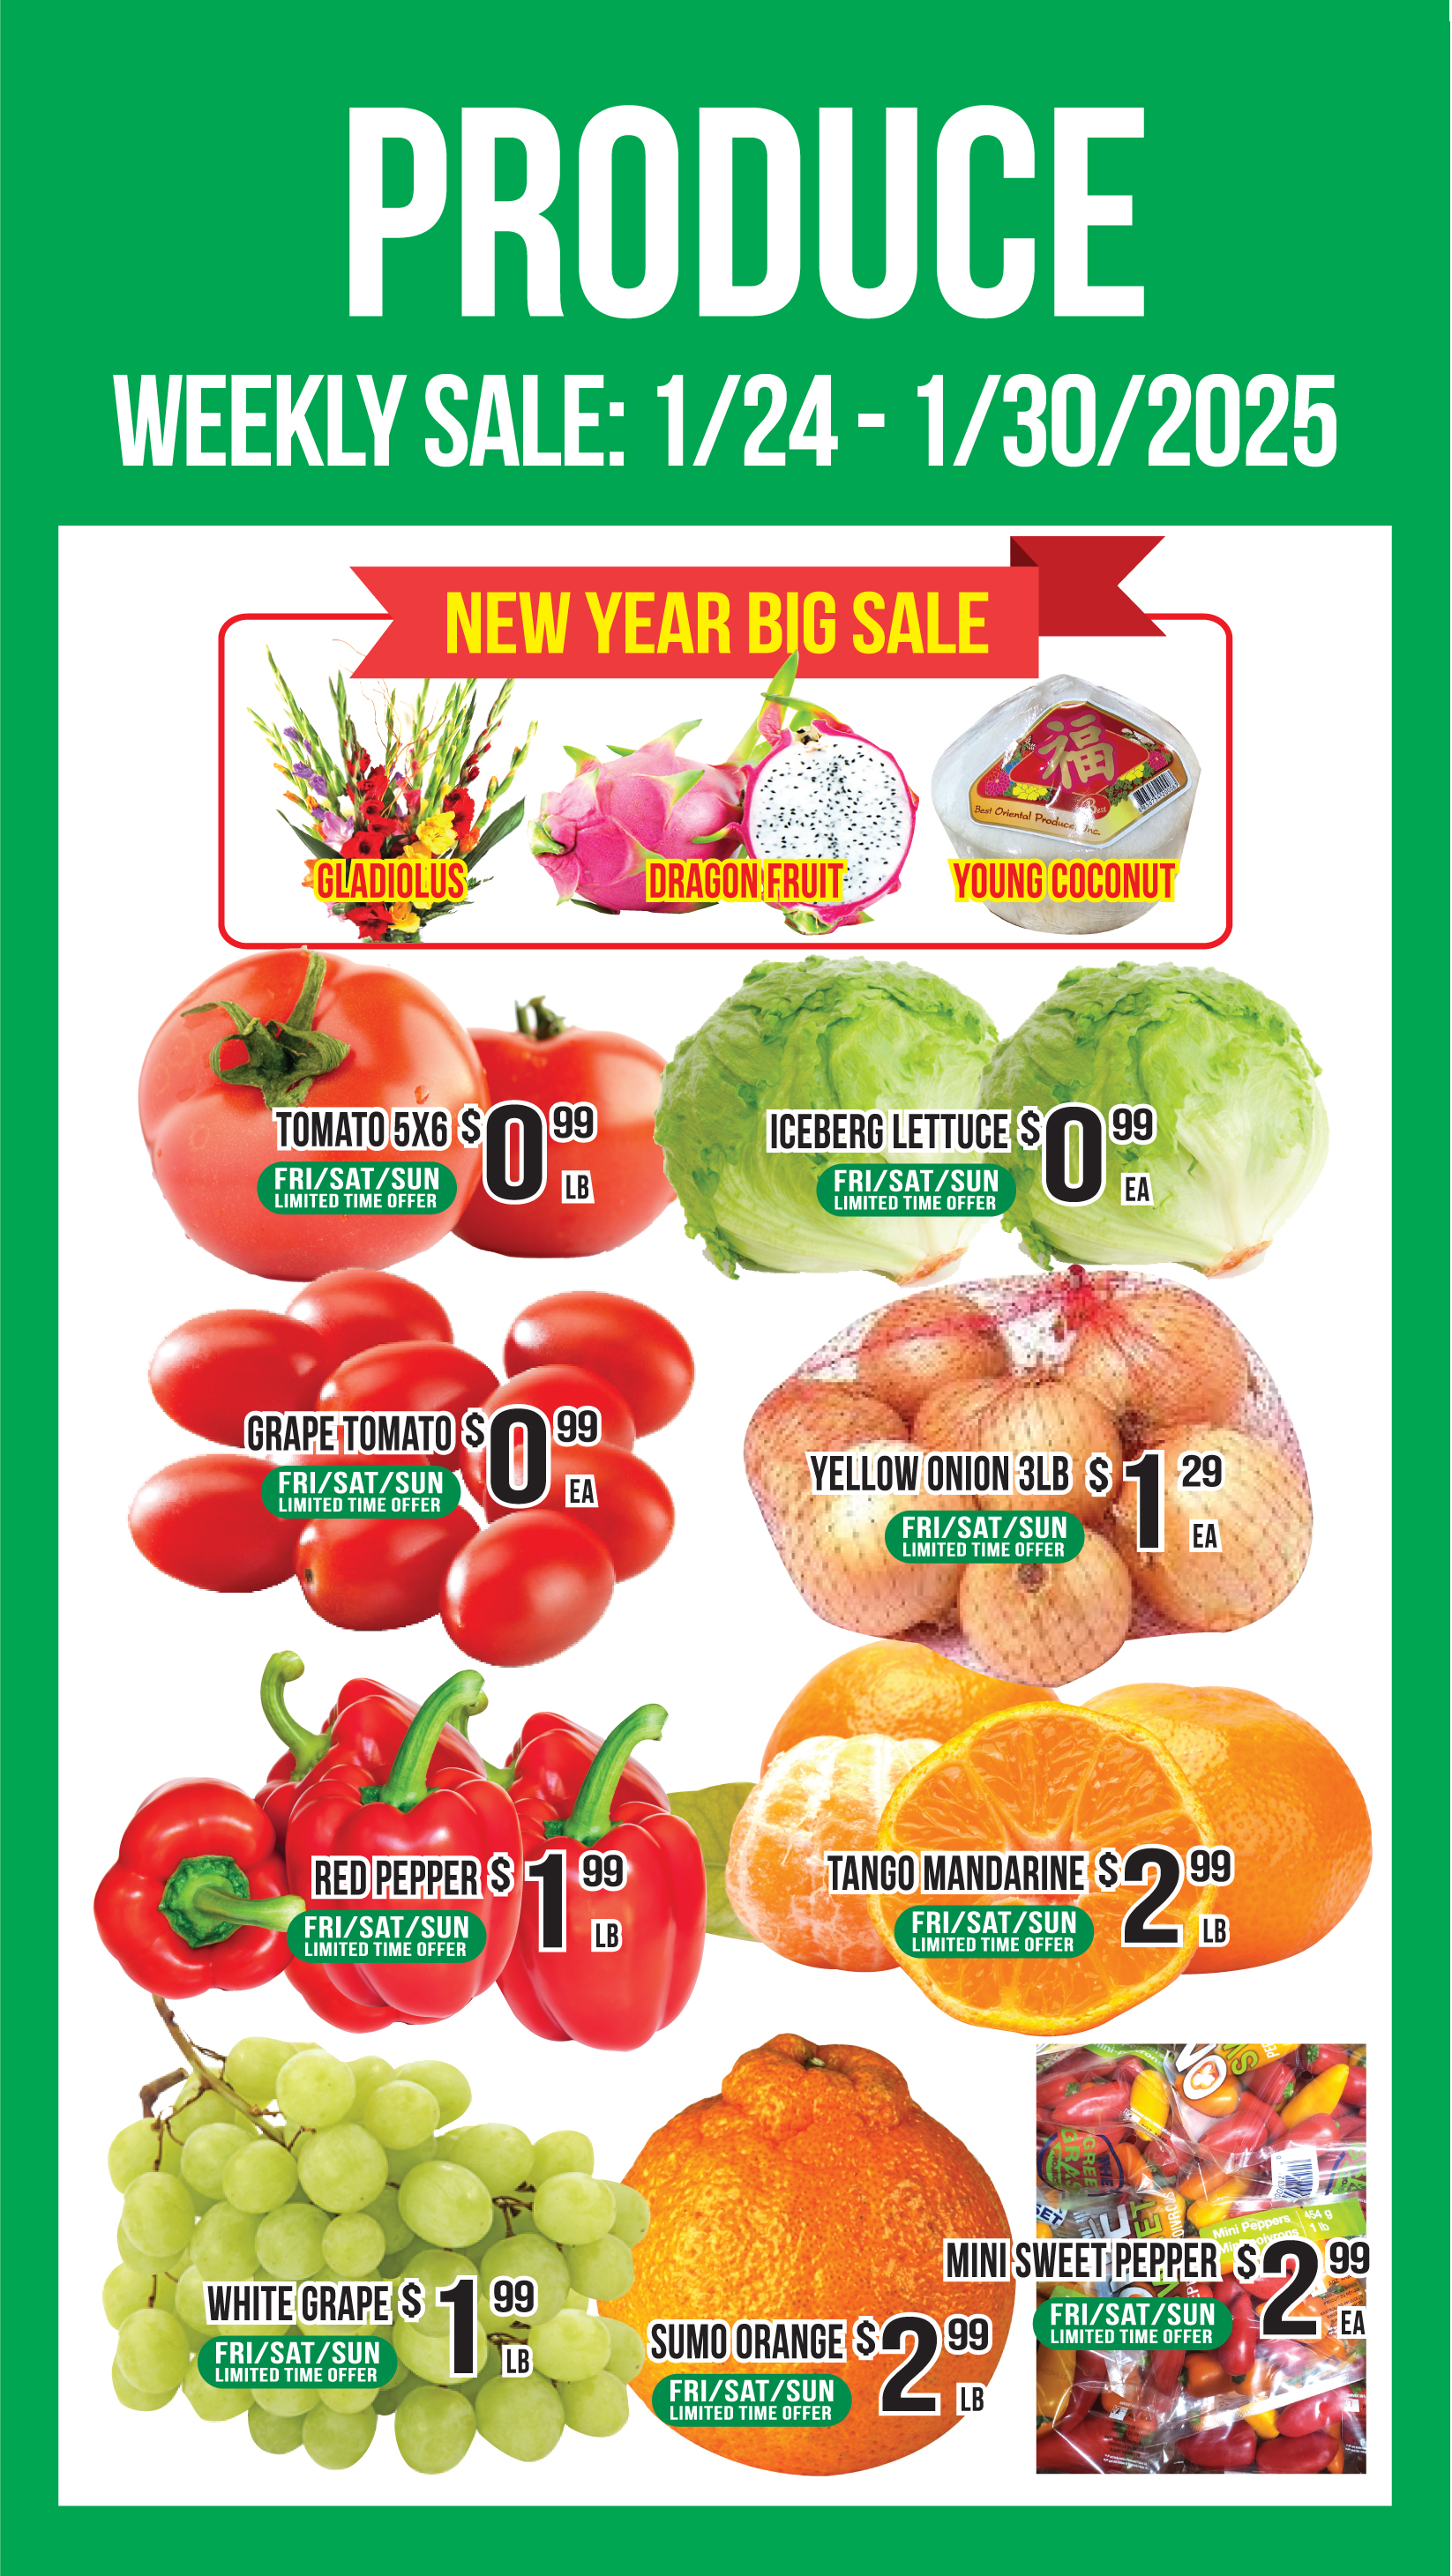 PRODUCE
WEEKLY SALE: 1/24 - 1/30/2025
NEW YEAR BIG SALE
福
Best Oriental Produce, Inc.
GLADIOLUS
DRAGON FRUIT
YOUNG COCONUT
TOMATO 5X6 $0 99
FRI/SAT/SUN
LB
LIMITED TIME OFFER
ICEBERG LETTUCE $0 99
FRI/SAT/SUN
EA
LIMITED TIME OFFER
GRAPE TOMATO $0 99
FRI/SAT/SUN
EA
LIMITED TIME OFFER
YELLOW ONION 3LB $1 29
FRI/SAT/SUN
EA
LIMITED TIME OFFER
RED PEPPER $1 99
FRI/SAT/SUN
LB
LIMITED TIME OFFER
TANGO MANDARINE $2 99
FRI/SAT/SUN
LB
LIMITED TIME OFFER
WHITE GRAPE $1 99
FRI/SAT/SUN
LB
LIMITED TIME OFFER
SUMO ORANGE $2 99
FRI/SAT/SUN
LB
LIMITED TIME OFFER
Mini Peppers
454 g
1 lb
MINI SWEET PEPPER $2 99
FRI/SAT/SUN
EA
LIMITED TIME OFFER